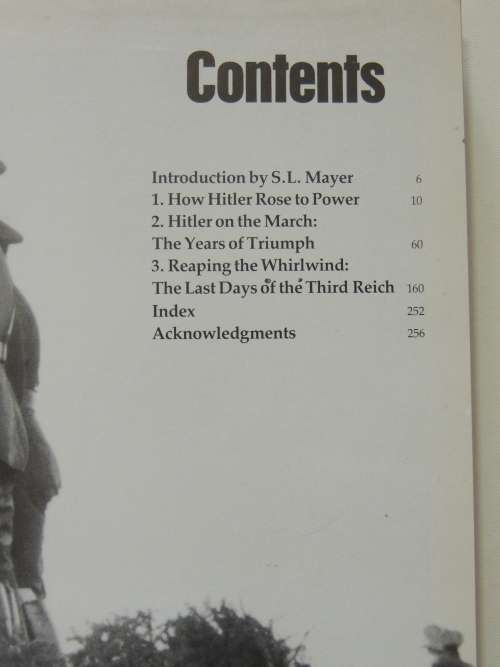 Contents
Introduction by S.L. Mayer 6
1. How Hitler Rose to Power 10
2. Hitler on the March:
The Years of Triumph 60
3. Reaping the Whirlwind:
The Last Days of the Third Reich 160
Index 252
Acknowledgments 256